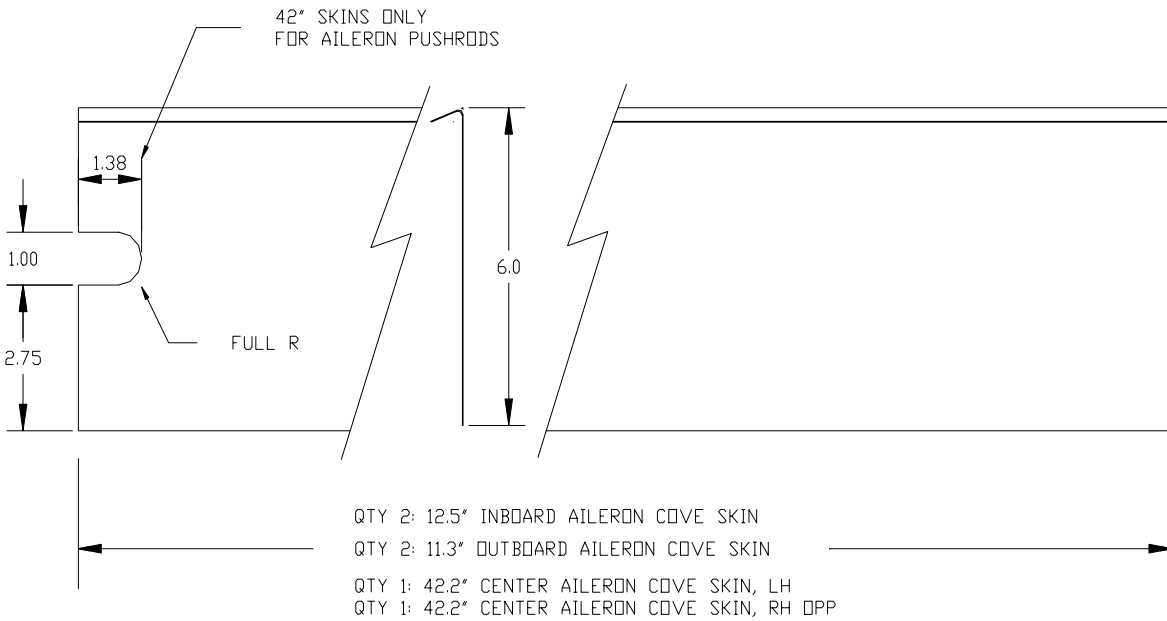 42" SKINS ONLY
FOR AILERON PUSHRODS
1.38
1.00
6.0
FULL R
2.75
QTY 2: 12.5" INBOARD AILERON COVE SKIN
QTY 2: 11.3" OUTBOARD AILERON COVE SKIN
QTY 1: 42.2" CENTER AILERON COVE SKIN, LH
QTY 1: 42.2" CENTER AILERON COVE SKIN, RH OPP